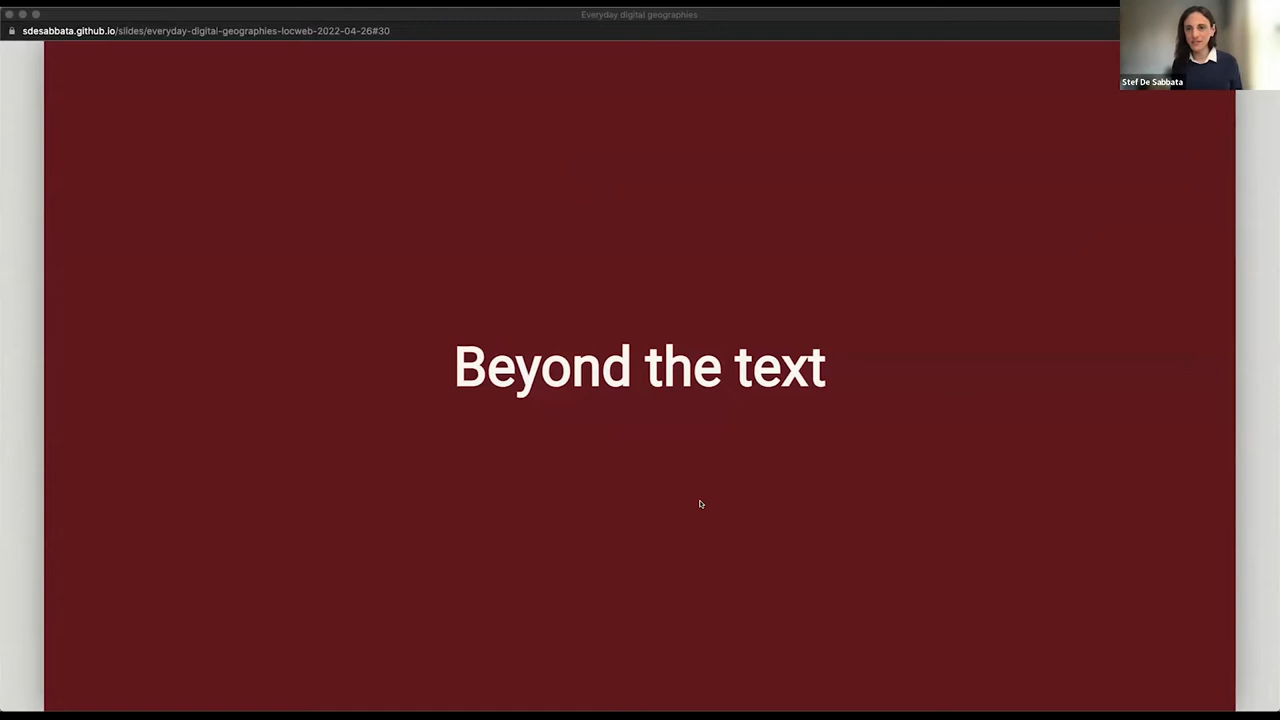 Everyday digital geographies
sdesabbata.github.io/slides/everyday-digital-geographies-locweb-2022-04-26#30
Stef De Sabbata
Beyond the text